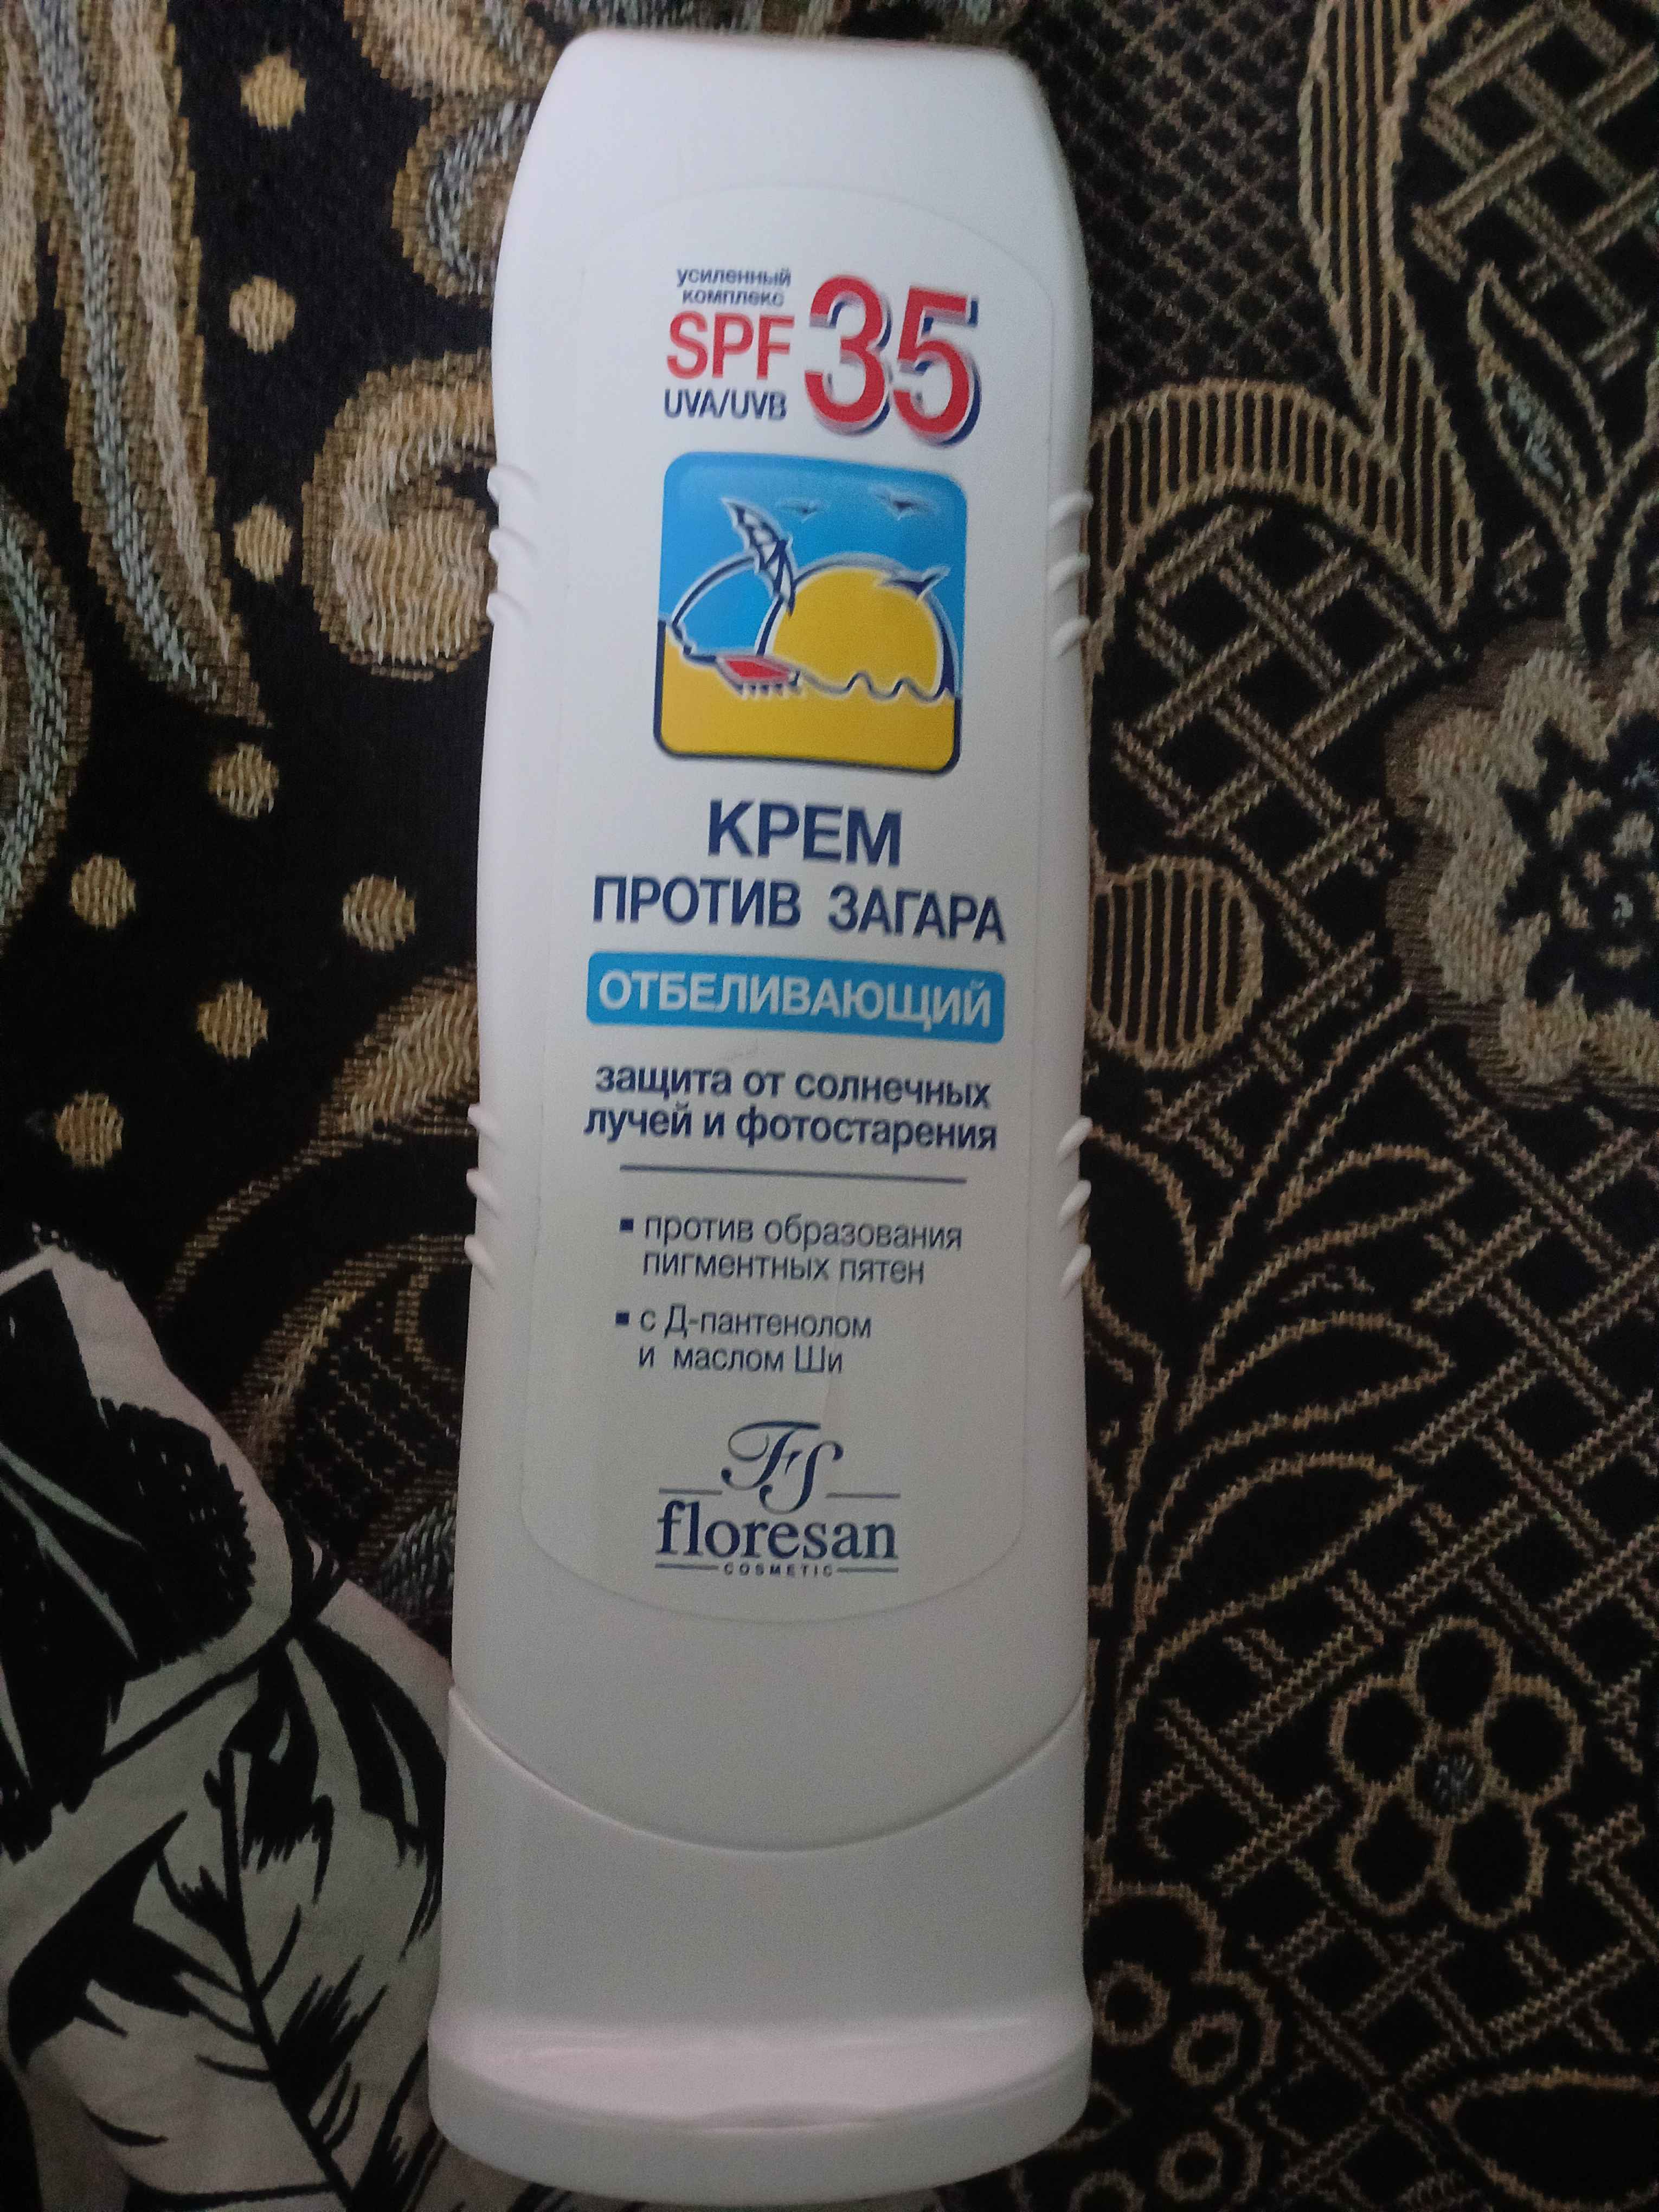 усиленный
комплекс
SPF 35
UVA/UVB
КРЕМ
ПРОТИВ ЗАГАРА
ОТБЕЛИВАЮЩИЙ
защита от солнечных
лучей и фотостарения
▪ против образования
пигментных пятен
▪ с Д-пантенолом
и маслом Ши
FS
floresan
COSMETIC